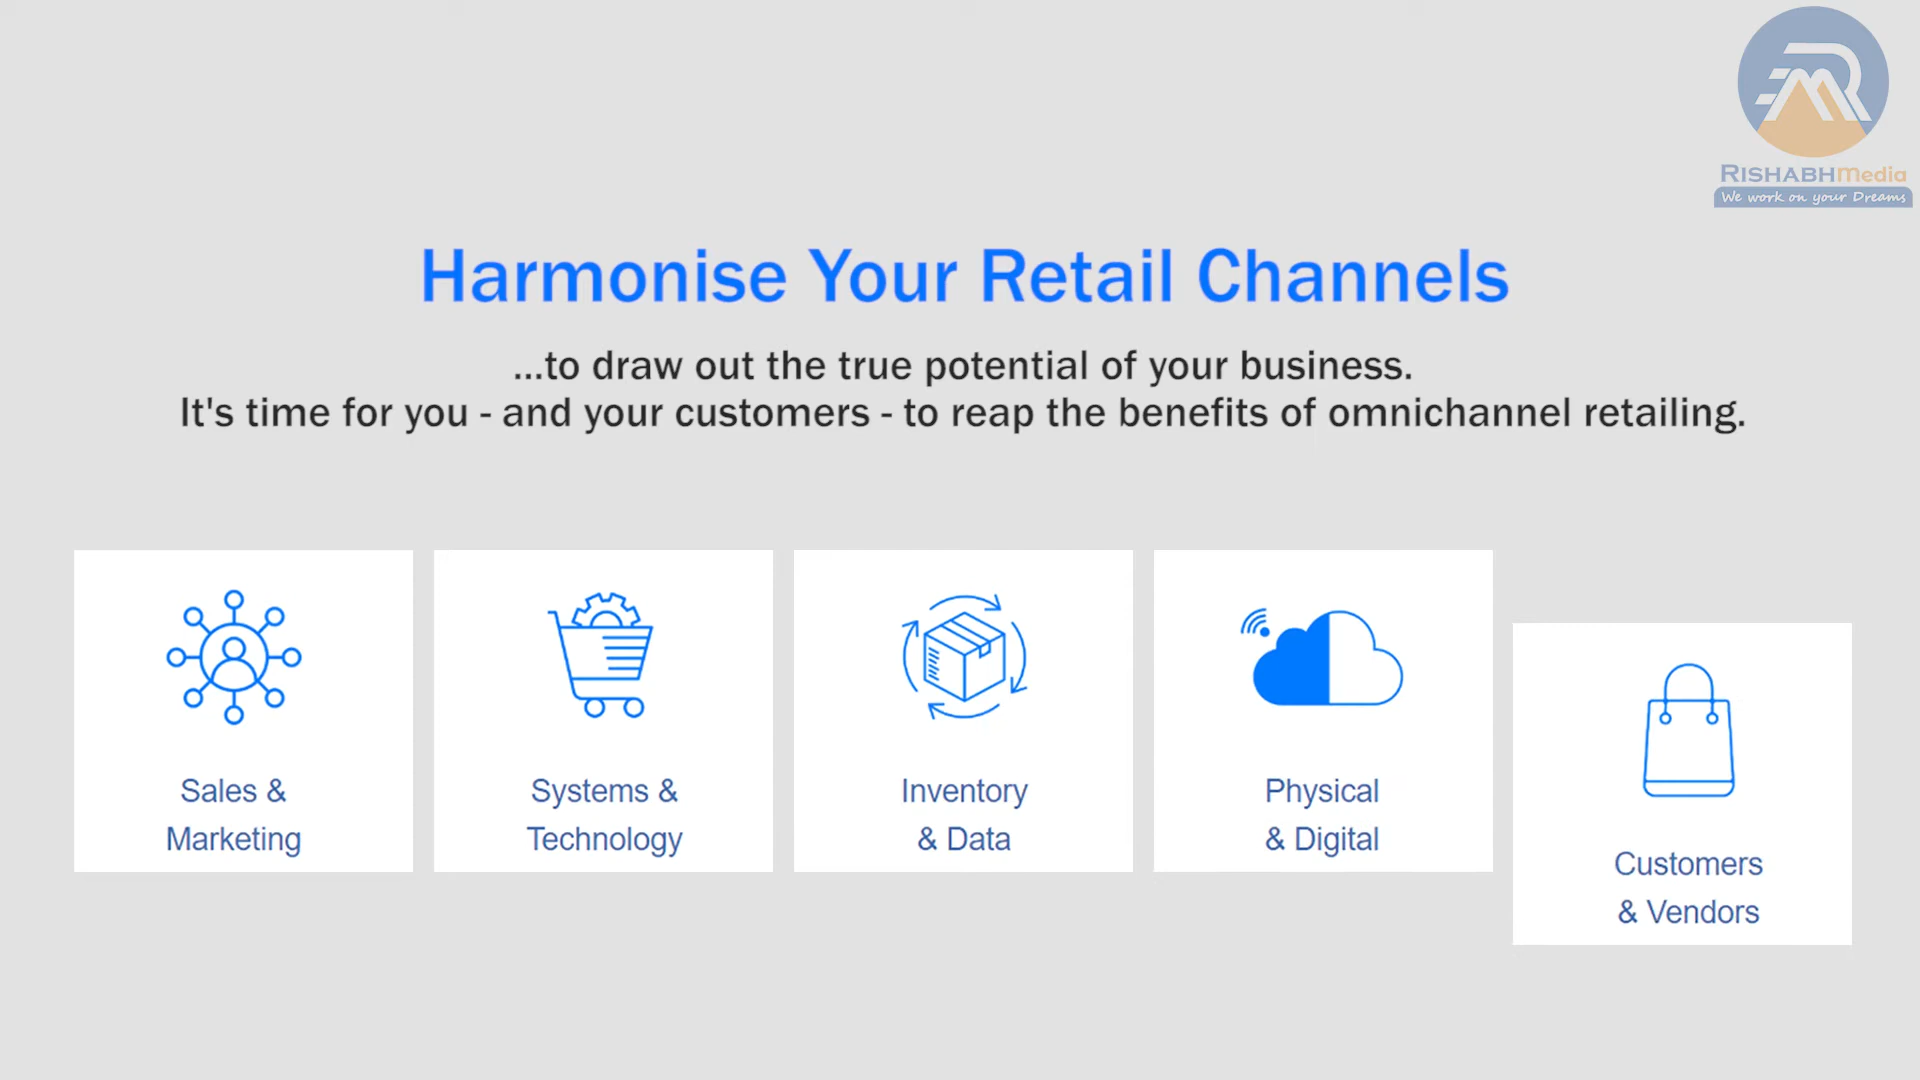 RISHABHMedia
We work on your Dreams
Harmonise Your Retail Channels
...to draw out the true potential of your business.
It's time for you - and your customers - to reap the benefits of omnichannel retailing.
Sales &
Marketing
Systems &
Technology
Inventory
& Data
Physical
& Digital
Customers
& Vendors